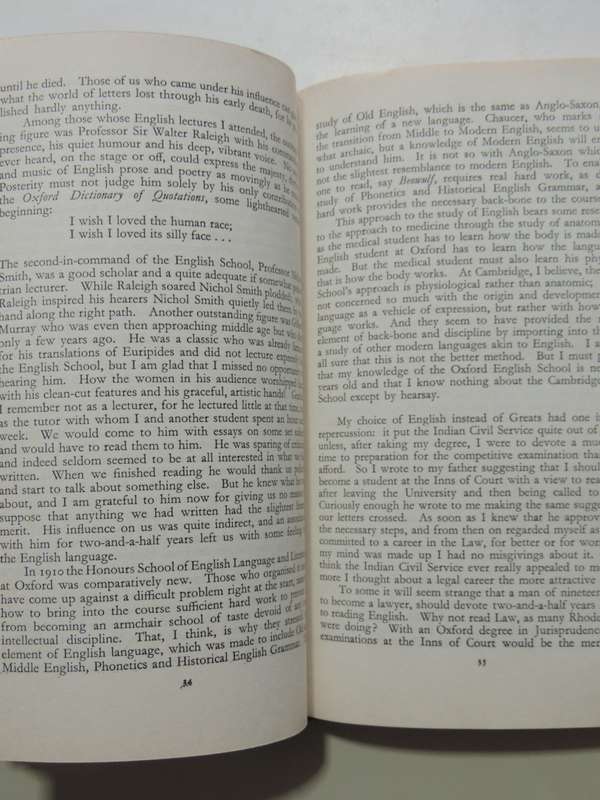 until he died. Those of us who came under his influence
what the world of letters lost through his early death, for he
lished hardly anything.
Among those whose English lectures I attended, the
ing figure was Professor Sir Walter Raleigh with his
presence, his quiet humour and his deep, vibrant voice. No
ever heard, on the stage or off, could express the majesty
and music of English prose and poetry as movingly as he
Posterity must not judge him solely by his only contribution
the Oxford Dictionary of Quotations, some lighthearted
beginning:
I wish I loved the human race;
I wish I loved its silly face . . .
The second-in-command of the English School, Professor
Smith, was a good scholar and a quite adequate if somewhat
trian lecturer. While Raleigh soared Nichol Smith plodded,
Raleigh inspired his hearers Nichol Smith quietly led them by
hand along the right path. Another outstanding figure was
Murray who was even then approaching middle age but
only a few years ago. He was a classic who was already
for his translations of Euripides and did not lecture
the English School, but I am glad that I missed no
hearing him. How the women in his audience worshipped
with his clean-cut features and his graceful, artistic hands!
I remember not as a lecturer, for he lectured little at that time,
as the tutor with whom I and another student spent an hour
week. We would come to him with essays on some set
and would have to read them to him. He was sparing of
and indeed seldom seemed to be at all interested in what
written. When we finished reading he would thank us
and start to talk about something else. But he knew what he
about, and I am grateful to him now for giving us no
suppose that anything we had written had the slightest
merit. His influence on us was quite indirect, and an
with him for two-and-a-half years left us with some
the English language.
In 1910 the Honours School of English Language and
at Oxford was comparatively new. Those who organised it
have come up against a difficult problem right at the start,
how to bring into the course sufficient hard work to
from becoming an armchair school of taste devoid of
intellectual discipline. That, I think, is why they
element of English language, which was made to include
Middle English, Phonetics and Historical English Grammar.
34
study of Old English, which is the same as Anglo-Saxon,
the learning of a new language. Chaucer, who marks
the transition from Middle to Modern English, seems to
what archaic, but a knowledge of Modern English will
to understand him. It is not so with Anglo-Saxon which
not the slightest resemblance to modern English. To
one to read, say Beowulf, requires real hard work, as
study of Phonetics and Historical English Grammar,
hard work provides the necessary back-bone to the course
This approach to the study of English bears some
to the approach to medicine through the study of
as the medical student has to learn how the body is made
English student at Oxford has to learn how the
made. But the medical student must also learn his
that is how the body works. At Cambridge, I believe, the
School's approach is physiological rather than anatomic;
not concerned so much with the origin and development
language as a vehicle of expression, but rather with how
guage works. And they seem to have provided the
element of back-bone and discipline by importing into
a study of other modern languages akin to English. I
all sure that this is not the better method. But I must
that my knowledge of the Oxford English School is
years old and that I know nothing about the Cambridge
School except by hearsay.
My choice of English instead of Greats had one
repercussion: it put the Indian Civil Service quite out of
unless, after taking my degree, I were to devote a
time to preparation for the competitive examination than
afford. So I wrote to my father suggesting that I should
become a student at the Inns of Court with a view to
after leaving the University and then being called to
Curiously enough he wrote to me making the same
our letters crossed. As soon as I knew that he approved
the necessary steps, and from then on regarded myself as
committed to a career in the Law, for better or for
my mind was made up I had no misgivings about it.
think the Indian Civil Service ever really appealed to
more I thought about a legal career the more attractive
To some it will seem strange that a man of nineteen
to become a lawyer, should devote two-and-a-half years
to reading English. Why not read Law, as many
were doing? With an Oxford degree in Jurisprudence
examinations at the Inns of Court would be the
35